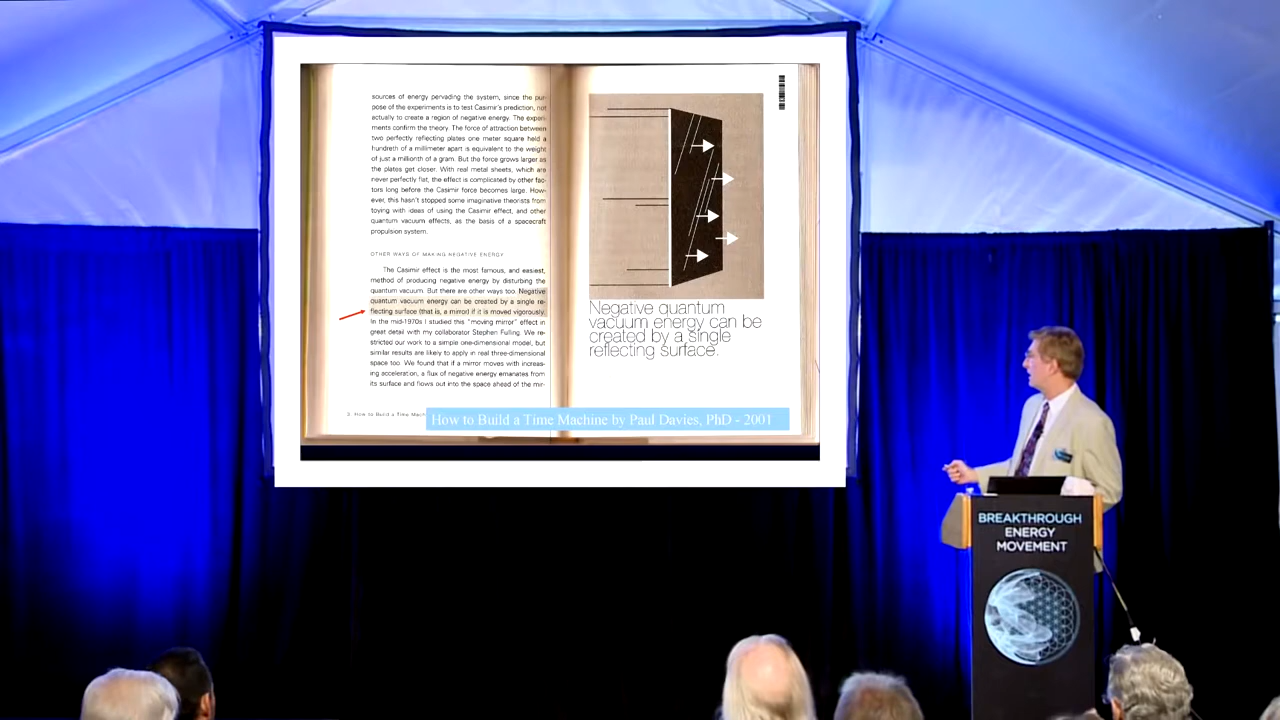 sources of energy pervading the system, since the pur-
pose of the experiments is to test Casimir's prediction, not
actually to create a region of negative energy. The experi-
ments confirm the theory. The force of attraction between
two perfectly reflecting plates one meter square held a
hundreth of a millimeter apart is equivalent to the weight
of just a millionth of a gram. But the force grows larger as
the plates get closer. With real metal sheets, which are
never perfectly flat, the effect is complicated by other fac-
tors long before the Casimir force becomes large. How-
ever, this hasn't stopped some imaginative theorists from
toying with ideas of using the Casimir effect, and other
quantum vacuum effects, as the basis of a spacecraft
propulsion system.
OTHER WAYS OF MAKING NEGATIVE ENERGY
The Casimir effect is the most famous, and easiest,
method of producing negative energy by disturbing the
quantum vacuum. But there are other ways too. Negative
quantum vacuum energy can be created by a single re-
flecting surface (that is, a mirror) if it is moved vigorously.
In the mid-1970s I studied this "moving mirror" effect in
great detail with my collaborator Stephen Fulling. We re-
stricted our work to a simple one-dimensional model, but
similar results are likely to apply in real three-dimensional
space too. We found that if a mirror moves with increas-
ing acceleration, a flux of negative energy emanates from
its surface and flows out into the space ahead of the mir-
3. How to Build a Time Mach
Negative quantum
vacuum energy can be
created by a single
reflecting surface.
How to Build a Time Machine by Paul Davies, PhD - 2001
BREAKTHROUGH
ENERGY
MOVEMENT